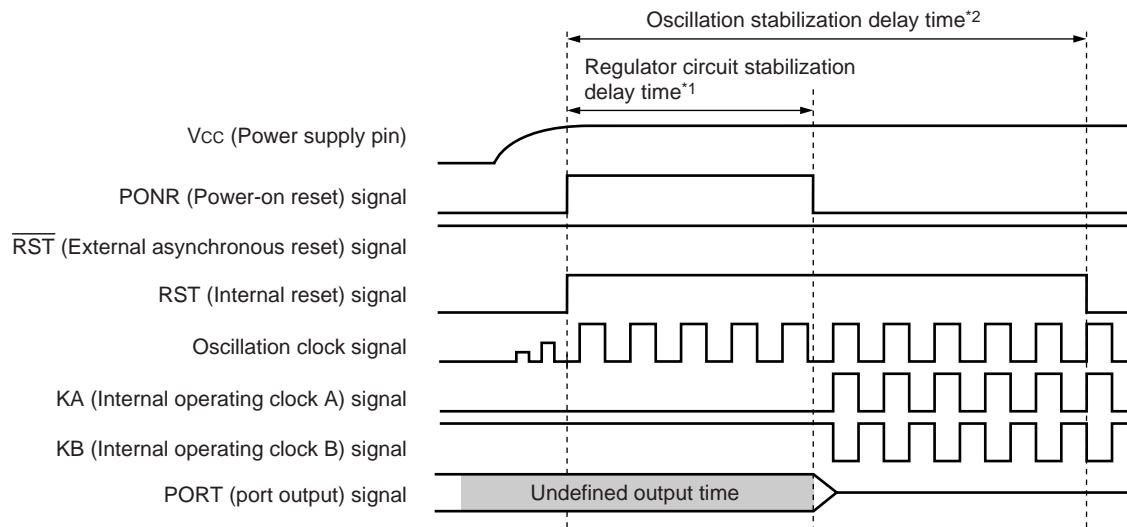 Oscillation stabilization delay time*2
Regulator circuit stabilization
delay time*1
Vcc (Power supply pin)
PONR (Power-on reset) signal
RST (External asynchronous reset) signal
RST (Internal reset) signal
Oscillation clock signal
KA (Internal operating clock A) signal
KB (Internal operating clock B) signal
PORT (port output) signal
Undefined output time